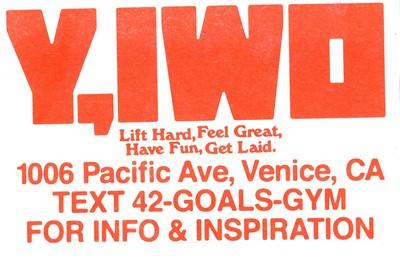 Y,IWO
Lift Hard, Feel Great,
Have Fun, Get Laid.
1006 Pacific Ave, Venice, CA
TEXT 42-GOALS-GYM
FOR INFO & INSPIRATION